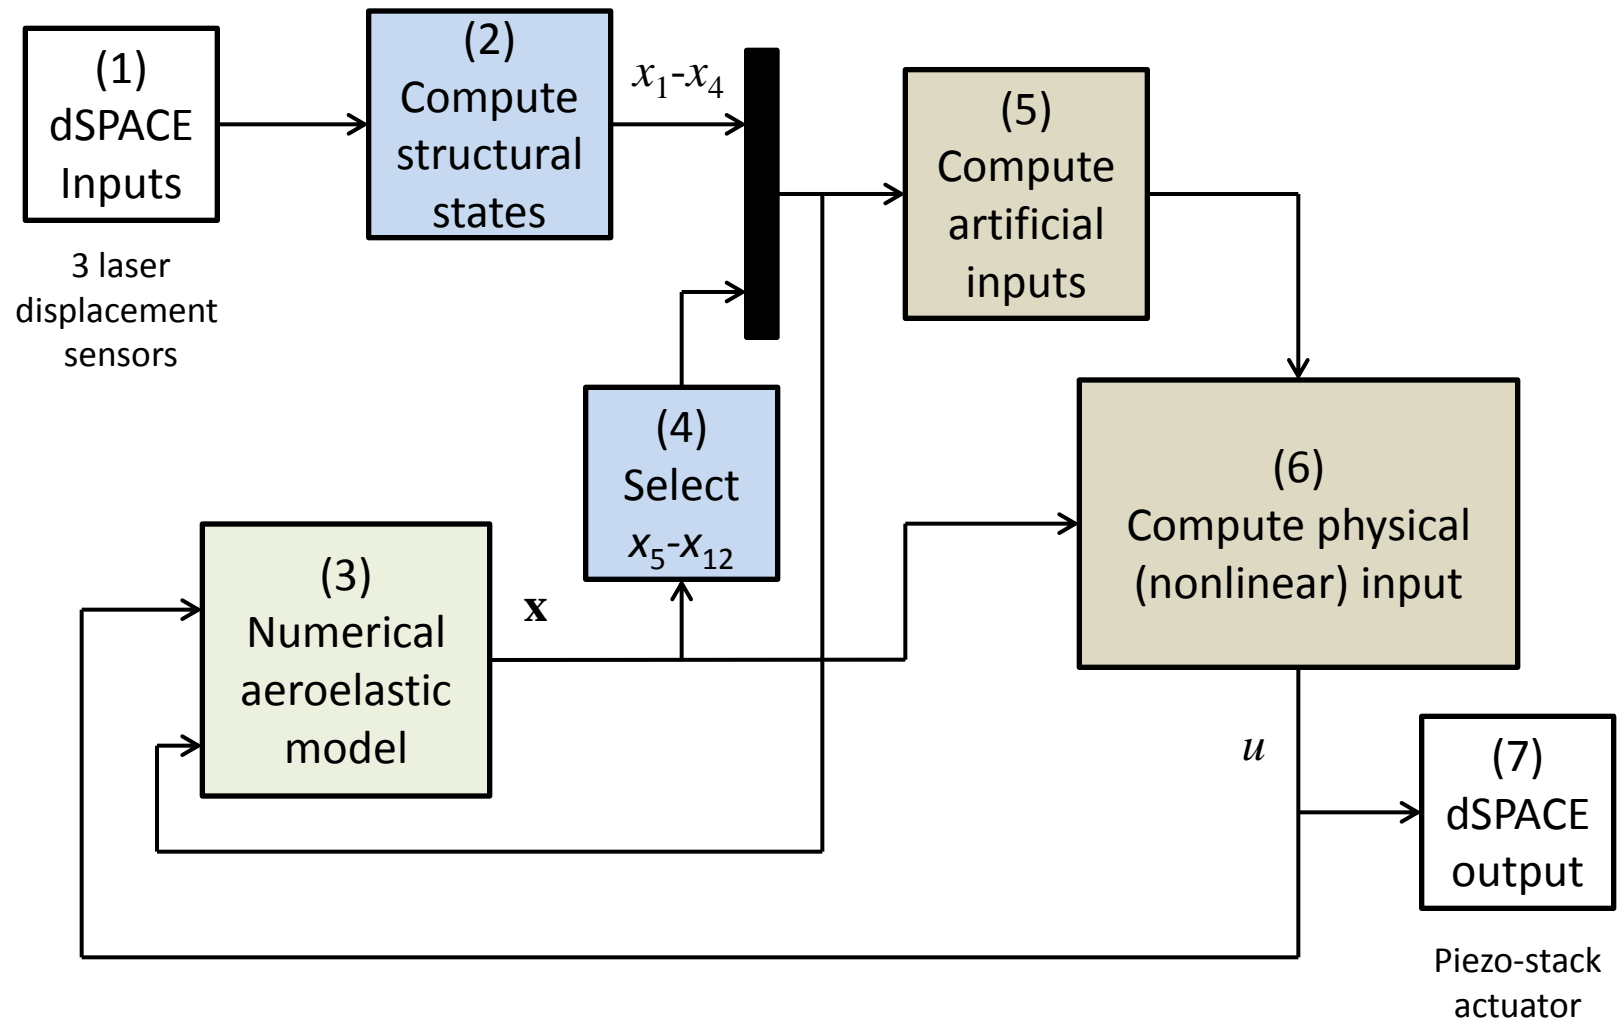 (1)
dSPACE
Inputs
3 laser
displacement
sensors
(2)
Compute
structural
states
x₁-x₄
(5)
Compute
artificial
inputs
(4)
Select
x₅-x₁₂
(3)
Numerical
aeroelastic
model
x
(6)
Compute physical
(nonlinear) input
u
(7)
dSPACE
output
Piezo-stack
actuator